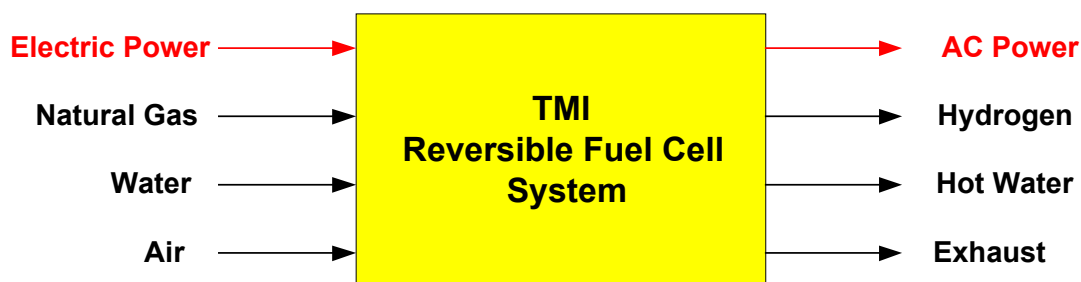 Electric Power
Natural Gas
Water
Air
TMI
Reversible Fuel Cell
System
AC Power
Hydrogen
Hot Water
Exhaust